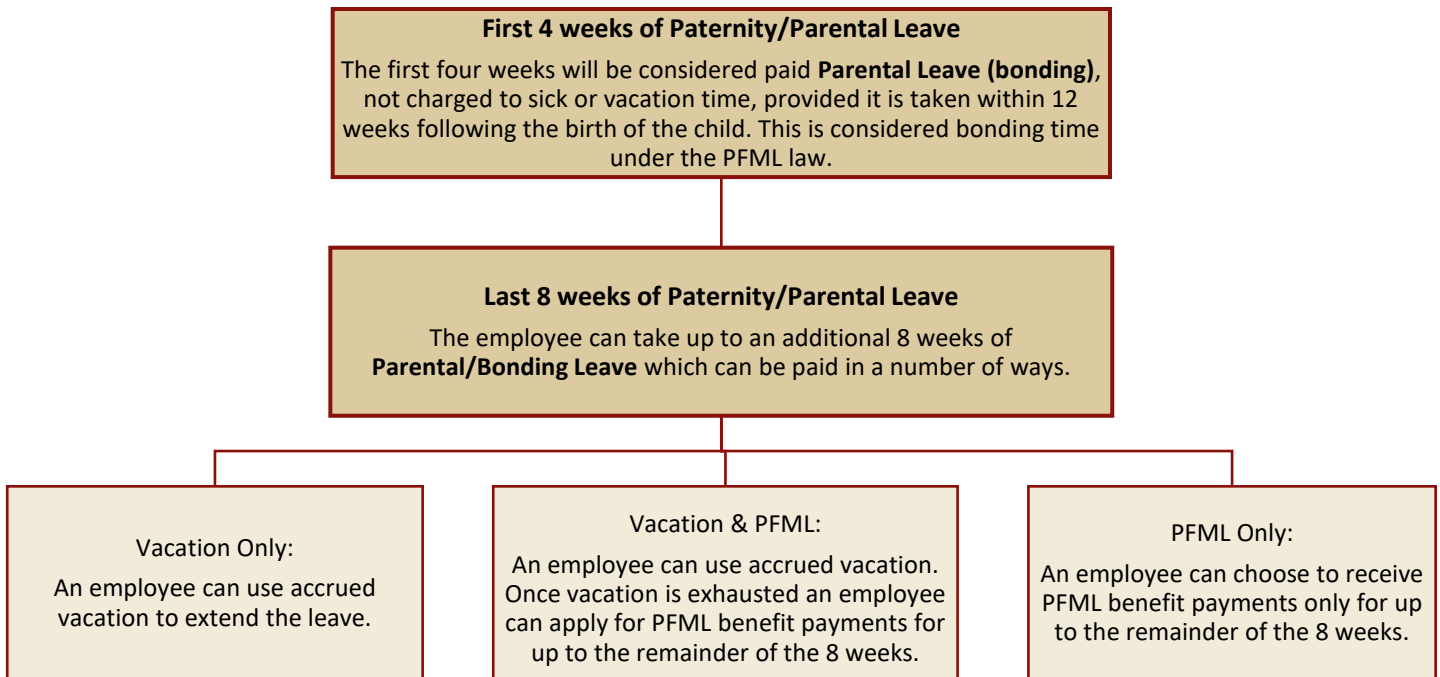 First 4 weeks of Paternity/Parental Leave
The first four weeks will be considered paid Parental Leave (bonding),
not charged to sick or vacation time, provided it is taken within 12
weeks following the birth of the child. This is considered bonding time
under the PFML law.
Last 8 weeks of Paternity/Parental Leave
The employee can take up to an additional 8 weeks of
Parental/Bonding Leave which can be paid in a number of ways.
Vacation Only:
An employee can use accrued
vacation to extend the leave.
Vacation & PFML:
An employee can use accrued vacation.
Once vacation is exhausted an employee
can apply for PFML benefit payments for
up to the remainder of the 8 weeks.
PFML Only:
An employee can choose to receive
PFML benefit payments only for up
to the remainder of the 8 weeks.